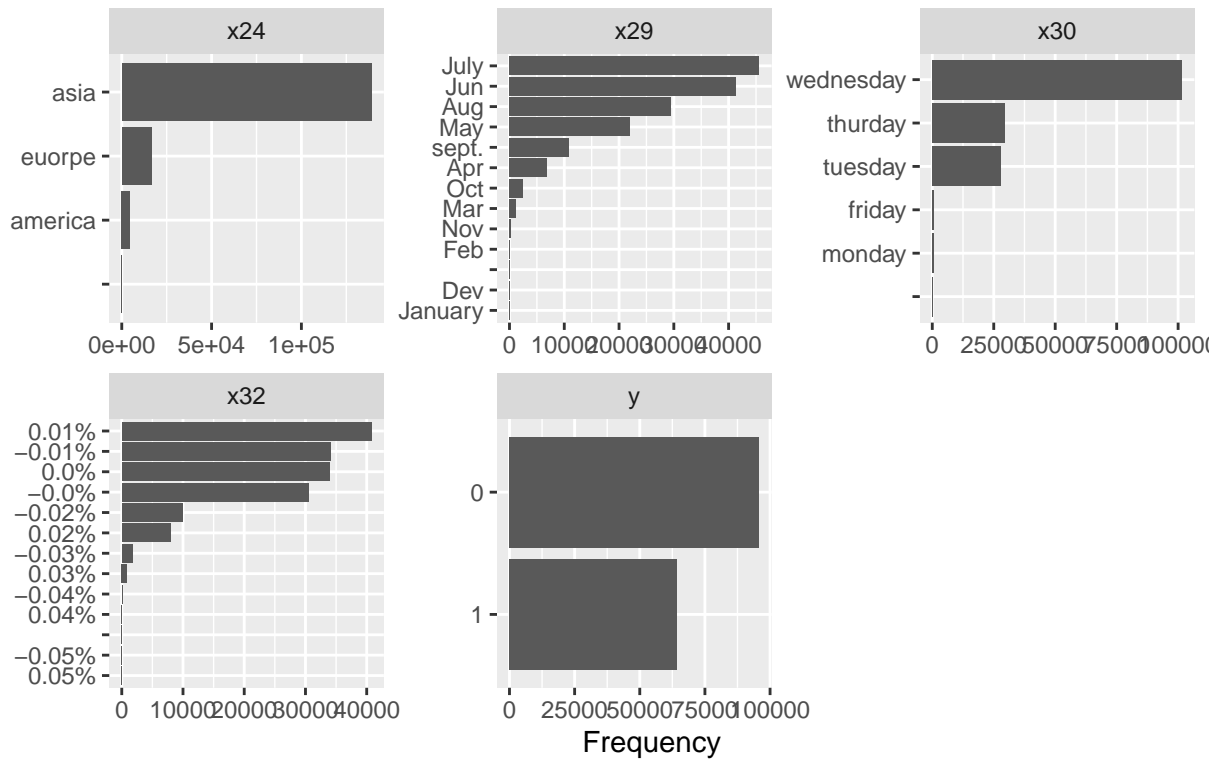 x24
asia
euorpe
america
0e+00 5e+04 1e+05
x29
July
Jun
Aug
May
sept.
Apr
Oct
Mar
Nov
Feb
Dev
January
0 10000 20000 30000 40000
x30
wednesday
thurday
tuesday
friday
monday
0 25000 50000 75000 100000
x32
0.01%
−0.01%
0.0%
−0.0%
−0.02%
0.02%
−0.03%
0.03%
−0.04%
0.04%
−0.05%
0.05%
0 10000 20000 30000 40000
y
0
1
0 25000 50000 75000 100000
Frequency